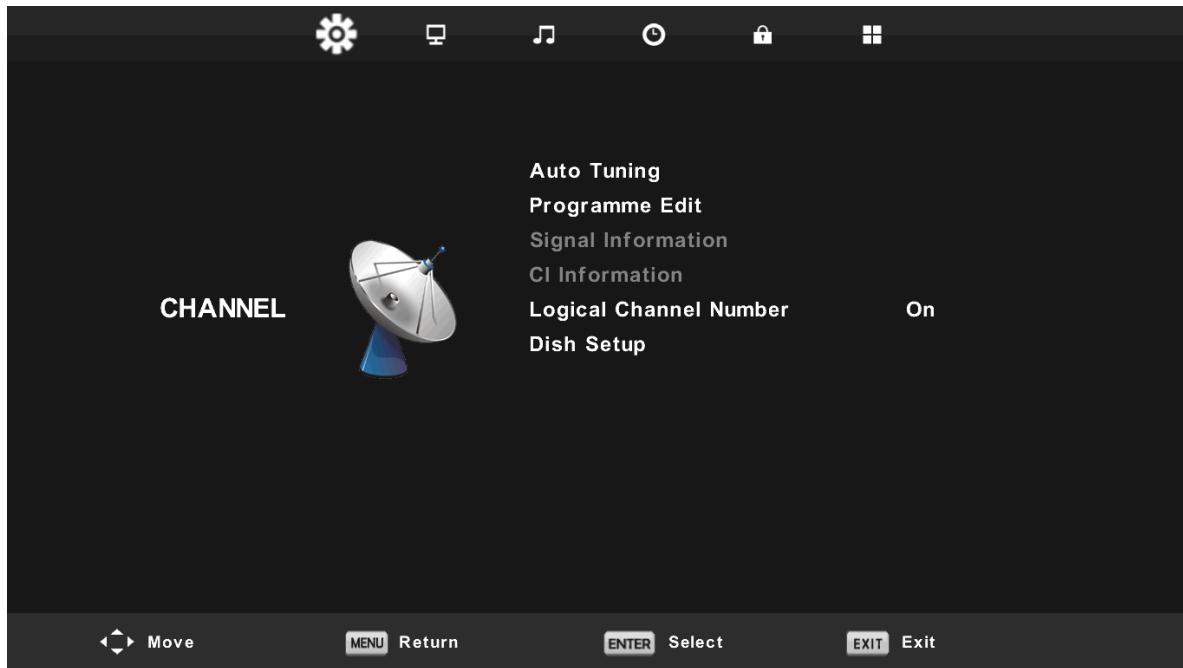 CHANNEL
Auto Tuning
Programme Edit
Signal Information
CI Information
Logical Channel Number On
Dish Setup
Move MENU Return ENTER Select EXIT Exit